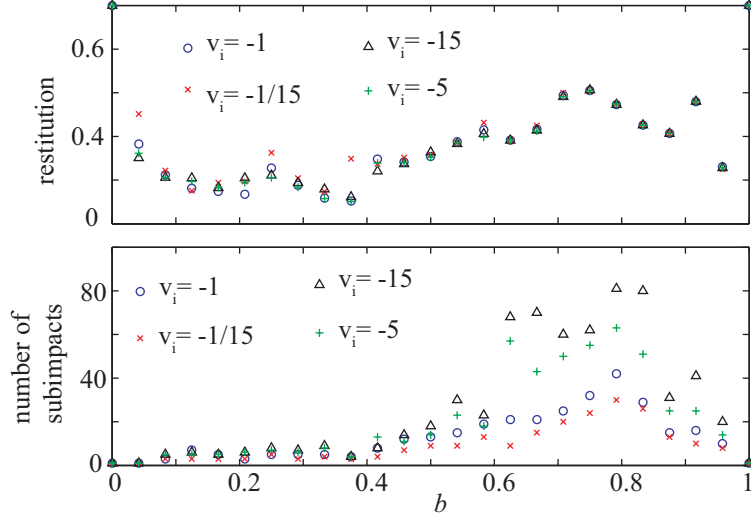 0.6
0.4
0.2
0
restitution
v_i= -1
v_i= -15
v_i= -1/15
v_i= -5
80
40
0
number of
subimpacts
v_i= -1
v_i= -15
v_i= -1/15
v_i= -5
0 0.2 0.4 0.6 0.8 1
b